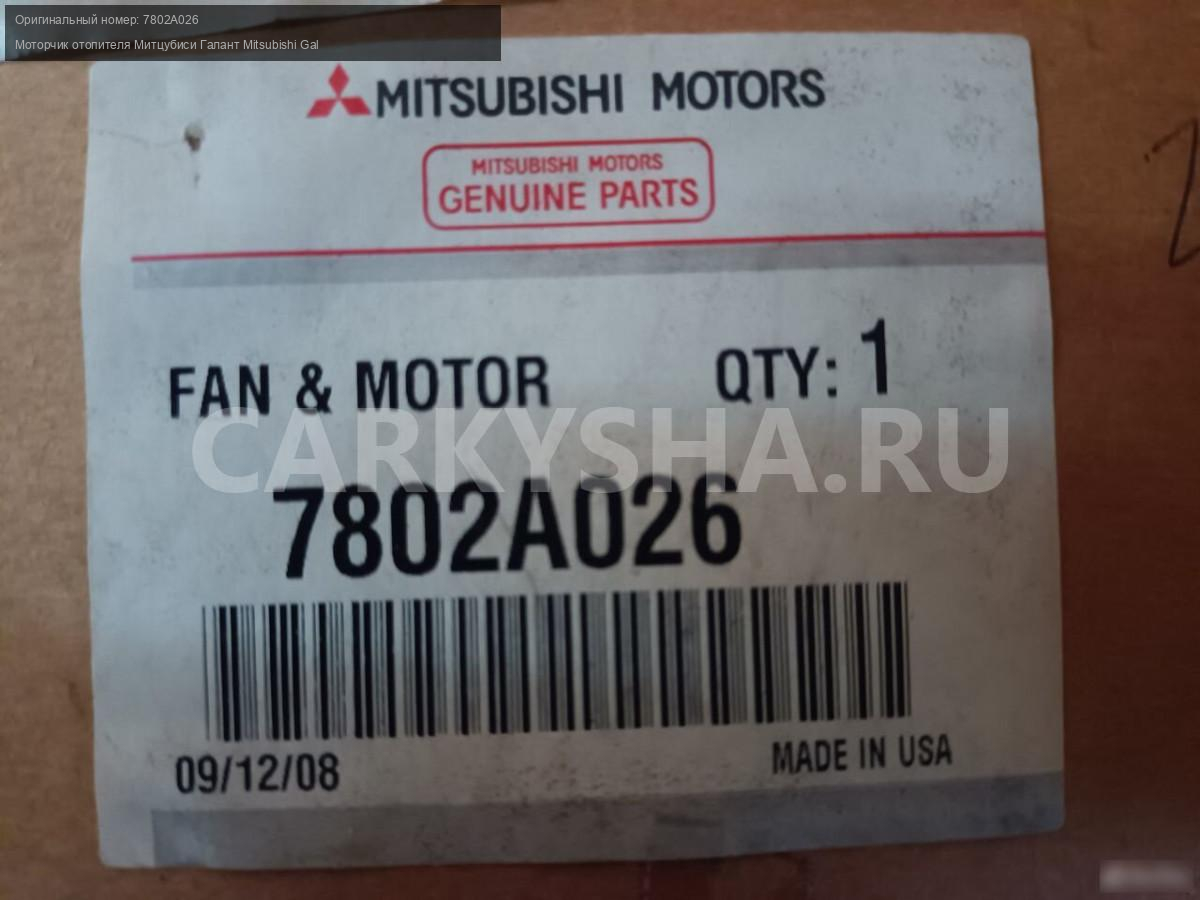 Оригинальный номер: 7802A026
Моторчик отопителя Митцубиси Галант Mitsubishi Gal
MITSUBISHI MOTORS
MITSUBISHI MOTORS
GENUINE PARTS
FAN & MOTOR QTY: 1
CARKYSHA.RU
7802A026
09/12/08 MADE IN USA